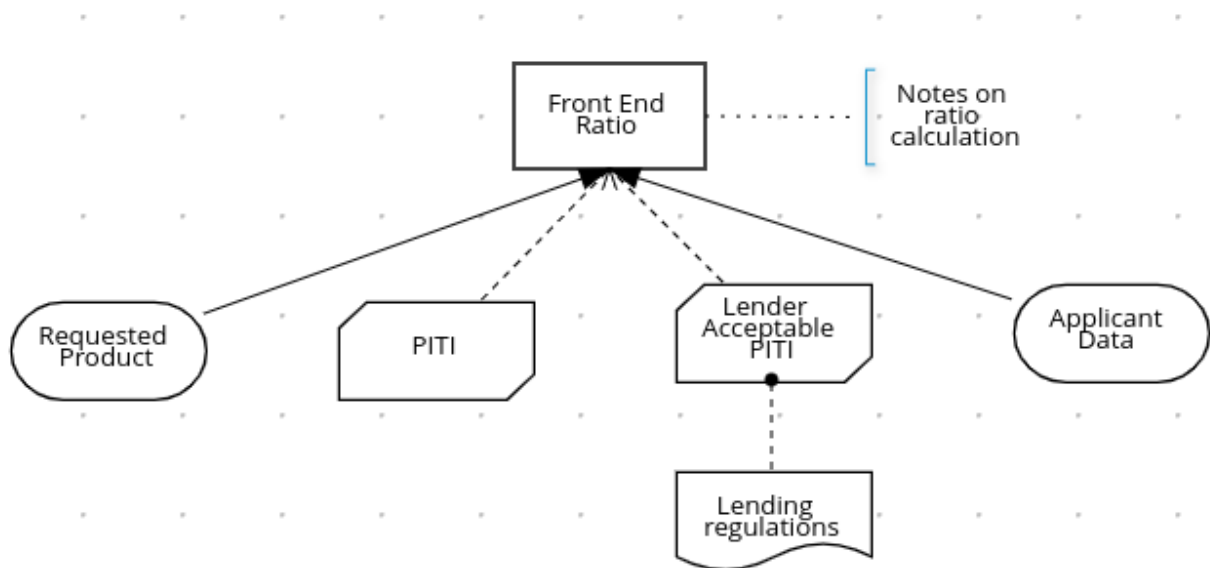 Front End
Ratio
Notes on
ratio
calculation
Requested
Product
PITI
Lender
Acceptable
PITI
Applicant
Data
Lending
regulations